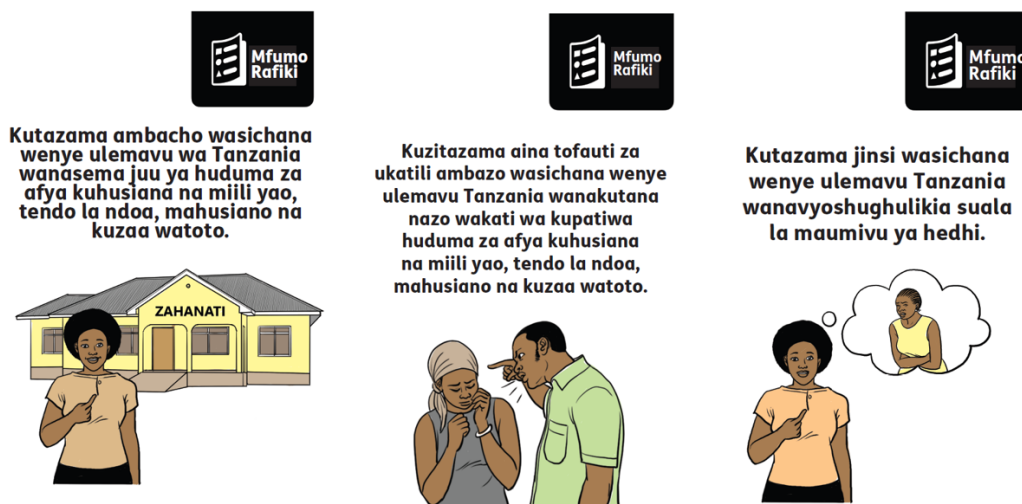 Mfumo
Rafiki
Kutazama ambacho wasichana
wenye ulemavu wa Tanzania
wanasema juu ya huduma za
afya kuhusiana na miili yao,
tendo la ndoa, mahusiano na
kuzaa watoto.
ZAHANATI
Mfumo
Rafiki
Kuzitazama aina tofauti za
ukatili ambazo wasichana wenye
ulemavu Tanzania wanakutana
nazo wakati wa kupatiwa
huduma za afya kuhusiana
na miili yao, tendo la ndoa,
mahusiano na kuzaa watoto.
Mfumo
Rafiki
Kutazama jinsi wasichana
wenye ulemavu Tanzania
wanavyoshughulikia suala
la maumivu ya hedhi.